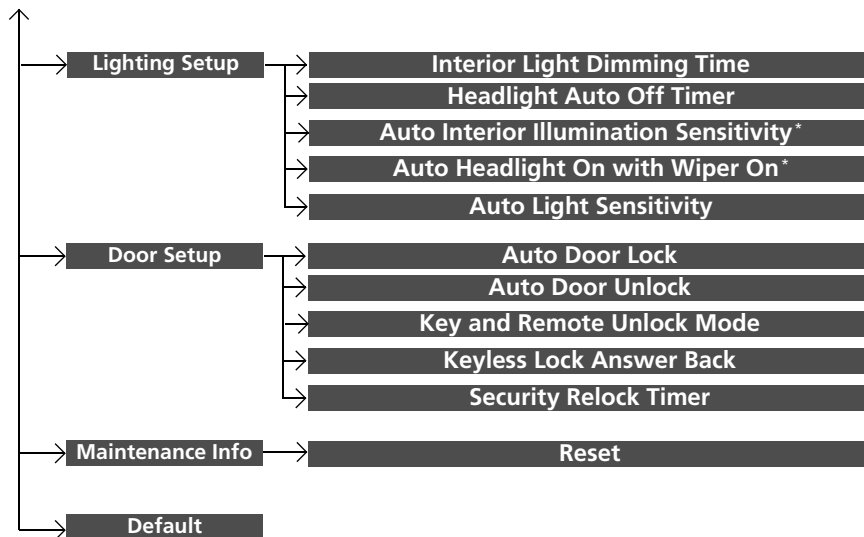 Lighting Setup
Interior Light Dimming Time
Headlight Auto Off Timer
Auto Interior Illumination Sensitivity*
Auto Headlight On with Wiper On*
Auto Light Sensitivity
Door Setup
Auto Door Lock
Auto Door Unlock
Key and Remote Unlock Mode
Keyless Lock Answer Back
Security Relock Timer
Maintenance Info
Reset
Default